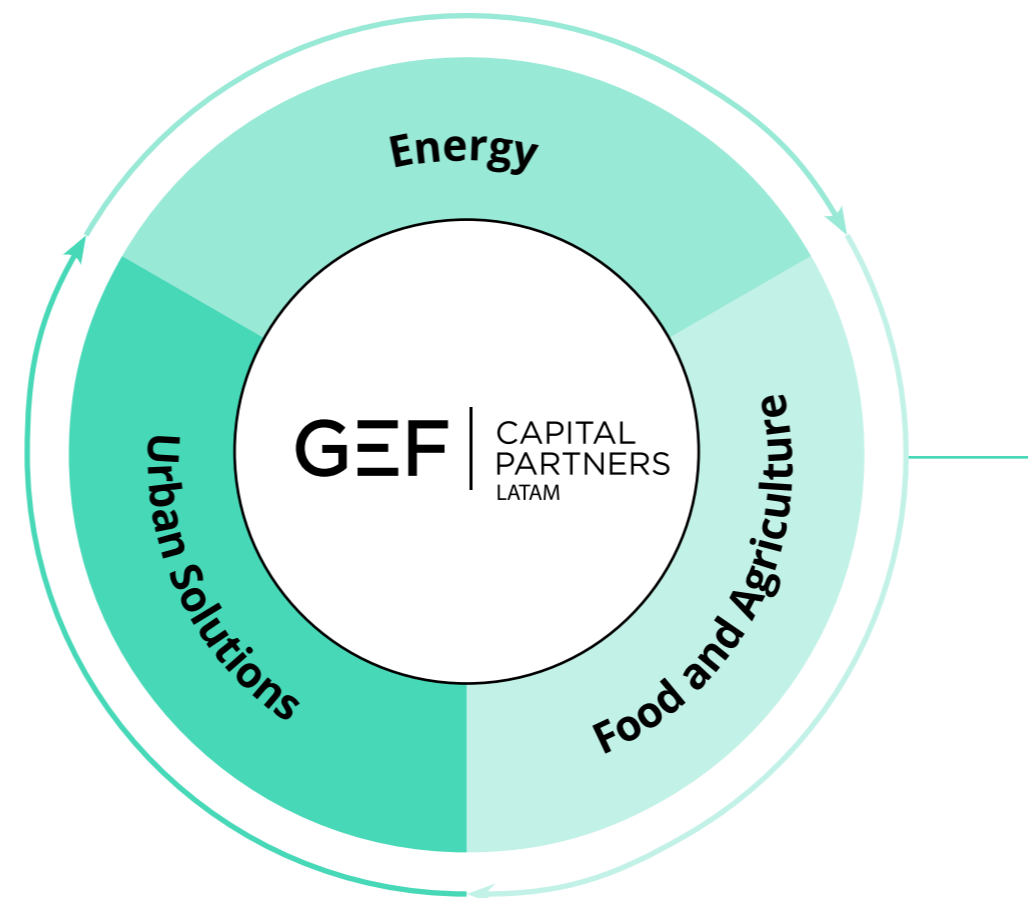 Energy
GEF
CAPITAL
PARTNERS
LATAM
Urban Solutions
Food and Agriculture